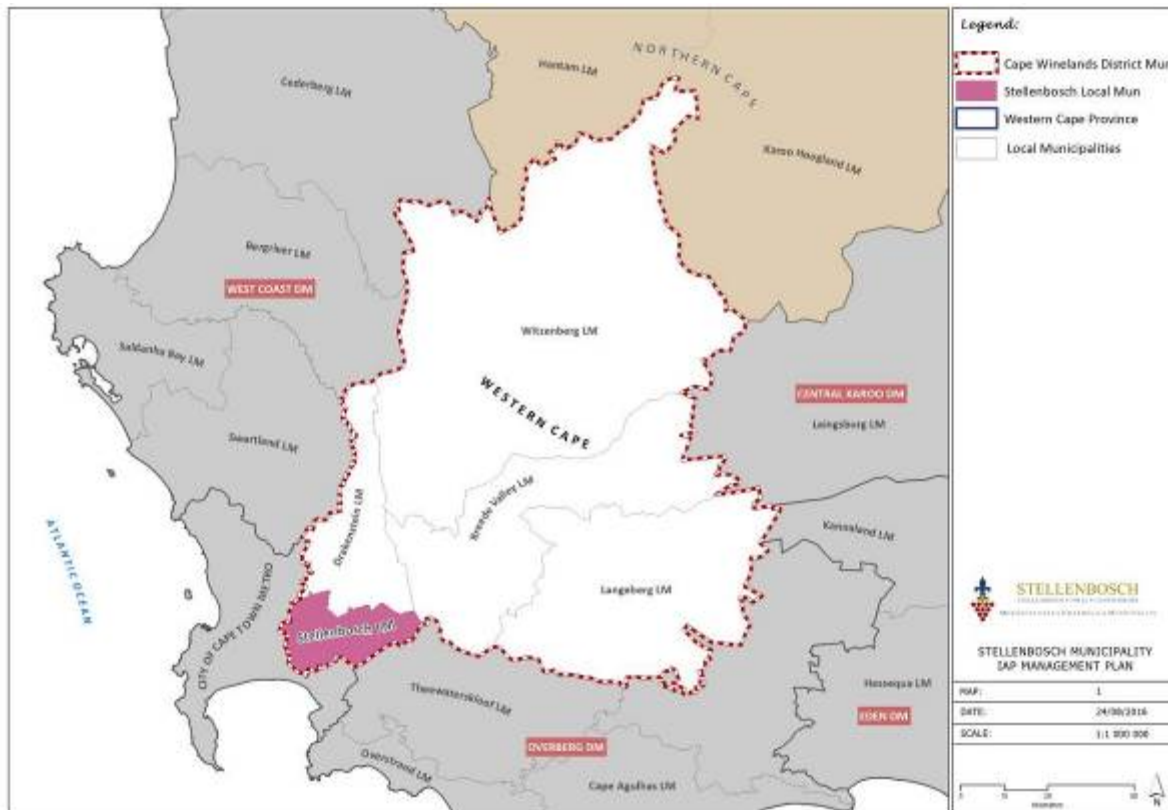 Legend:
Cape Winelands District Mun
Stellenbosch Local Mun
Western Cape Province
Local Municipalities
NORTHERN CAPE
Hantam LM
Cederberg LM
Karoo Hoogland LM
Bergrivier LM
WEST COAST DM
Witzenberg LM
Saldanha Bay LM
WESTERN CAPE
CENTRAL KAROO DM
Laingsburg LM
Swartland LM
Breede Valley LM
Drakenstein LM
Kannaland LM
ATLANTIC OCEAN
Langeberg LM
CITY OF CAPE TOWN METRO
Stellenbosch LM
Theewaterskloof LM
Hessequa LM
EDEN DM
OVERBERG DM
Overstrand LM
Cape Agulhas LM
STELLENBOSCH
STELLENBOSCH MUNICIPALITY
IAP MANAGEMENT PLAN
MAP: 1
DATE: 24/08/2016
SCALE: 1:1 000 000